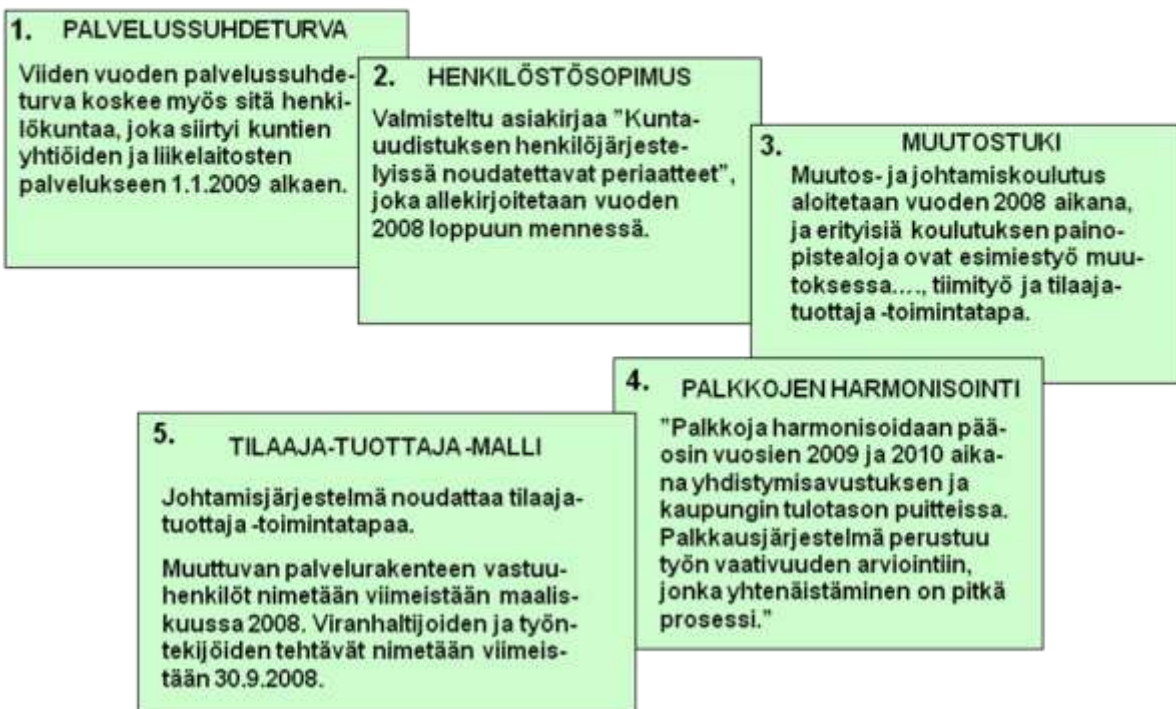 1. PALVELUSSUHDETURVA
Viiden vuoden palvelussuhde-
turva koskee myös sitä henki-
lökuntaa, joka siirtyi kuntien
yhtiöiden ja liikelaitosten
palvelukseen 1.1.2009 alkaen.
2. HENKILÖSTÖSOPIMUS
Valmisteltu asiakirjaa ”Kunta-
uudistuksen henkilöjärjeste-
lyissä noudatettavat periaatteet”,
joka allekirjoitetaan vuoden
2008 loppuun mennessä.
3. MUUTOSTUKI
Muutos- ja johtamiskoulutus
aloitetaan vuoden 2008 aikana,
ja erityisiä koulutuksen paino-
pistealoja ovat esimiestyö muu-
toksessa...., tiimityö ja tilaaja-
tuottaja -toimintatapa.
4. PALKKOJEN HARMONISOINTI
”Palkkoja harmonisoidaan pää-
osin vuosien 2009 ja 2010 aika-
na yhdistymisavustuksen ja
kaupungin tulotason puitteissa.
Palkkausjärjestelmä perustuu
työn vaativuuden arviointiin,
jonka yhtenäistäminen on pitkä
prosessi.”
5. TILAAJA-TUOTTAJA -MALLI
Johtamisjärjestelmä noudattaa tilaaja-
tuottaja -toimintatapaa.
Muuttuvan palvelurakenteen vastuu-
henkilöt nimetään viimeistään maalis-
kuussa 2008. Viranhaltijoiden ja työn-
tekijöiden tehtävät nimetään viimeis-
tään 30.9.2008.